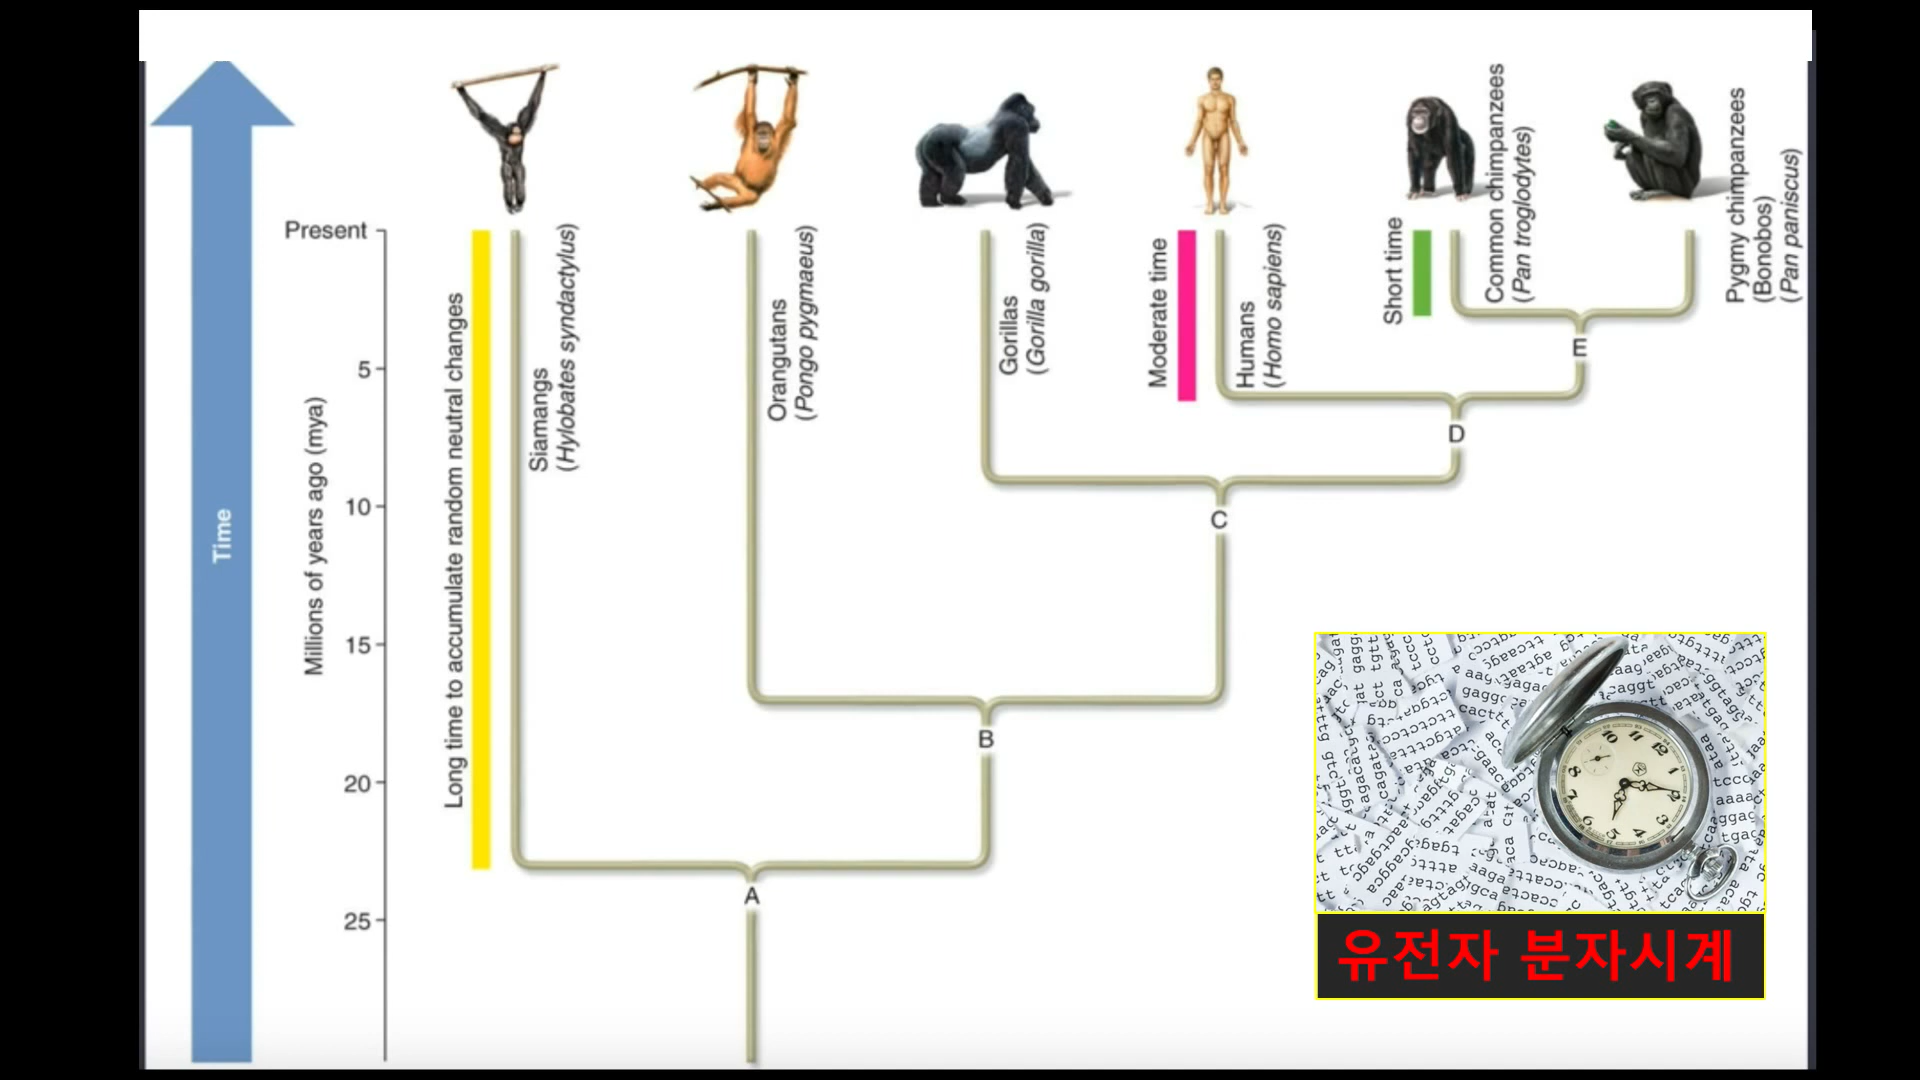 Time
Millions of years ago (mya)
Present
5
10
15
20
25
Long time to accumulate random neutral changes
Siamangs
(Hylobates syndactylus)
Orangutans
(Pongo pygmaeus)
Gorillas
(Gorilla gorilla)
Moderate time
Humans
(Homo sapiens)
Short time
Common chimpanzees
(Pan troglodytes)
Pygmy chimpanzees
(Bonobos)
(Pan paniscus)
E
D
C
B
A
유전자 분자시계